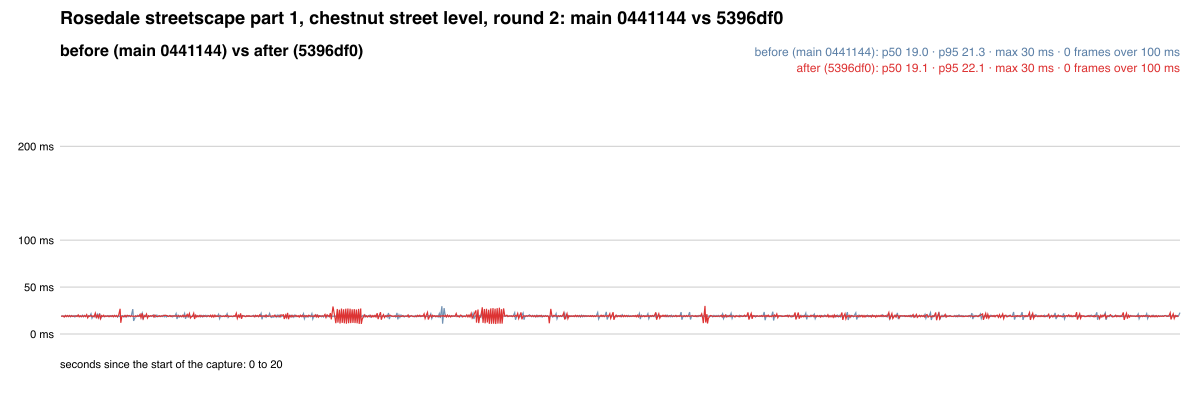 Rosedale streetscape part 1, chestnut street level, round 2: main 0441144 vs 5396df0
before (main 0441144) vs after (5396df0)
before (main 0441144): p50 19.0 · p95 21.3 · max 30 ms · 0 frames over 100 ms
after (5396df0): p50 19.1 · p95 22.1 · max 30 ms · 0 frames over 100 ms
200 ms
100 ms
50 ms
0 ms
seconds since the start of the capture: 0 to 20